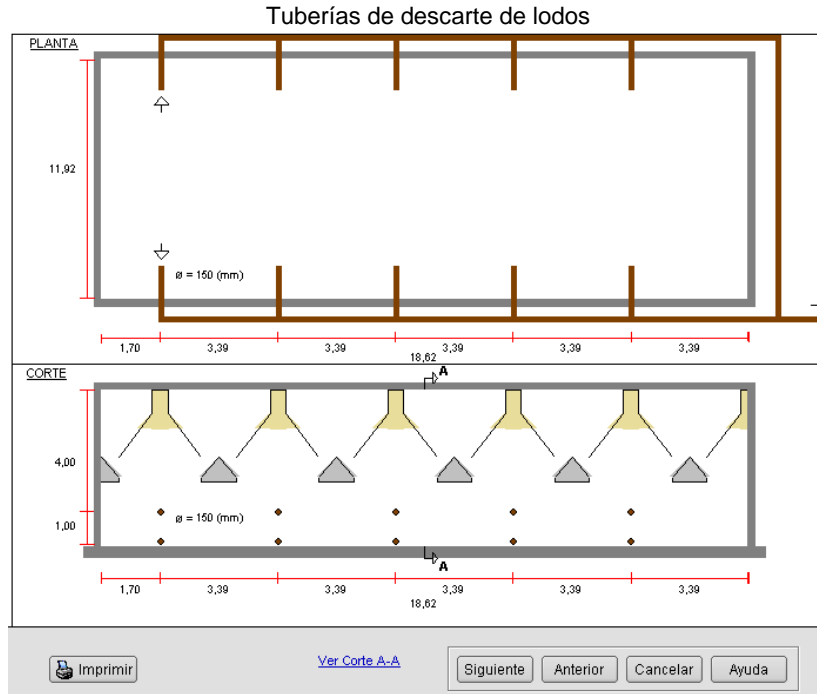 Tuberías de descarte de lodos
PLANTA
11,92
ø = 150 (mm)
1,70 3,39 3,39 3,39 3,39 3,39
18,62
CORTE
A
4,00
ø = 150 (mm)
1,00
A
1,70 3,39 3,39 3,39 3,39 3,39
18,62
Imprimir Ver Corte A-A Siguiente Anterior Cancelar Ayuda